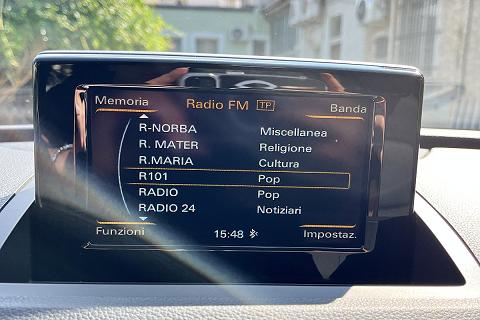 Memoria Radio FM TP Banda
R-NORBA Miscellanea
R. MATER Religione
R.MARIA Cultura
R101 Pop
RADIO Pop
RADIO 24 Notiziari
Funzioni 15:48 Impostaz.